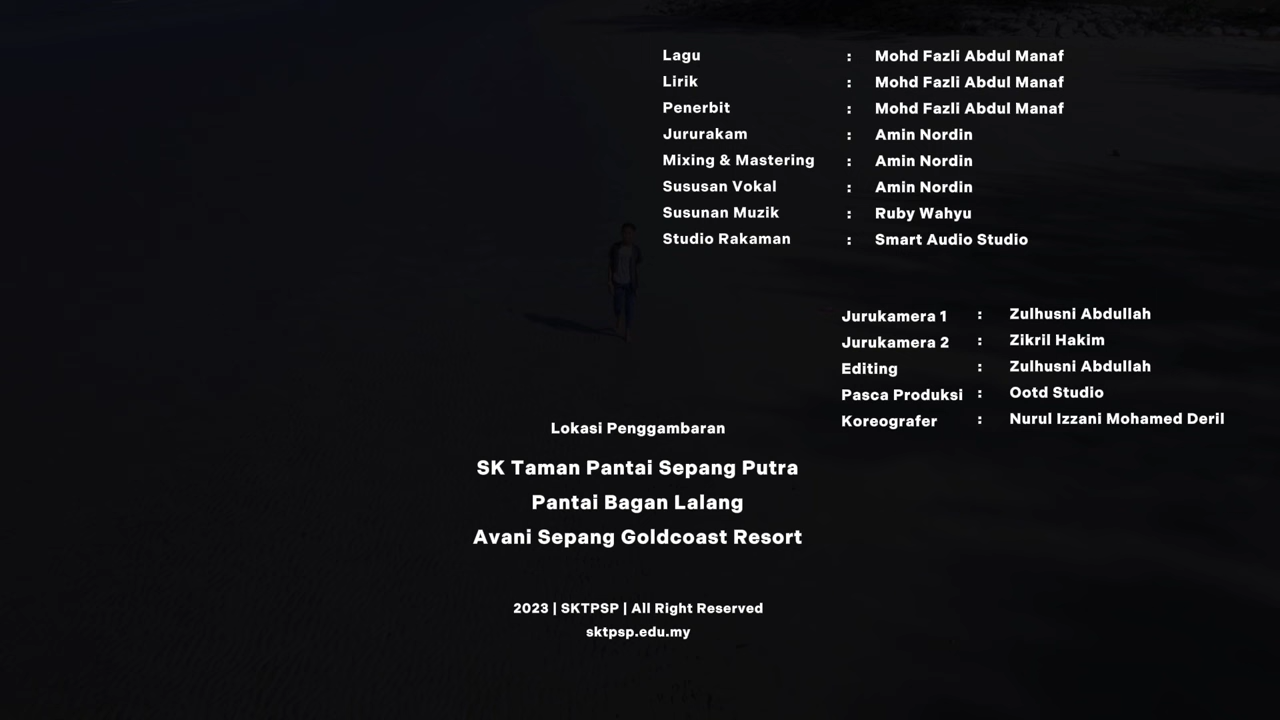 Lagu : Mohd Fazli Abdul Manaf
Lirik : Mohd Fazli Abdul Manaf
Penerbit : Mohd Fazli Abdul Manaf
Jururakam : Amin Nordin
Mixing & Mastering : Amin Nordin
Sususan Vokal : Amin Nordin
Susunan Muzik : Ruby Wahyu
Studio Rakaman : Smart Audio Studio
Jurukamera 1 : Zulhusni Abdullah
Jurukamera 2 : Zikril Hakim
Editing : Zulhusni Abdullah
Pasca Produksi : Ootd Studio
Koreografer : Nurul Izzani Mohamed Deril
Lokasi Penggambaran
SK Taman Pantai Sepang Putra
Pantai Bagan Lalang
Avani Sepang Goldcoast Resort
2023 | SKTPSP | All Right Reserved
sktpsp.edu.my